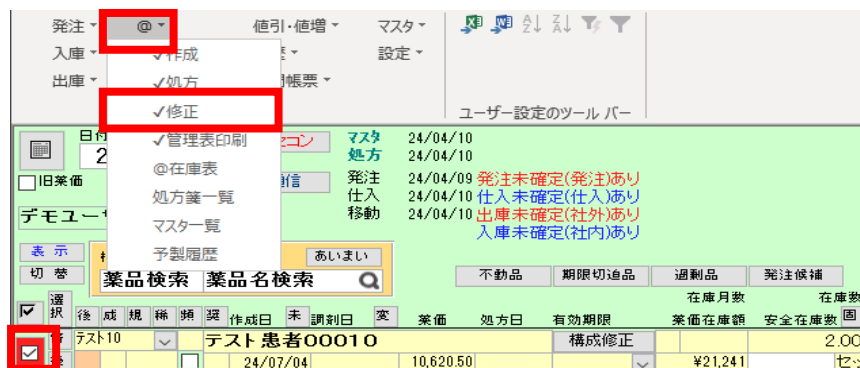 発注 @ 値引・値増 マスタ
入庫 ✓作成 設定
出庫 ✓処方 帳票
✓修正 ユーザー設定のツール バー
✓管理表印刷
@在庫表
処方箋一覧
マスター覧
予製履歴
マスタ 24/04/10
処方 24/04/10
発注 24/04/09 発注未確定(発注)あり
仕入 24/04/10 仕入未確定(仕入)あり
移動 24/04/10 出庫未確定(社外)あり
入庫未確定(社内)あり
旧薬価
デモユー
表示 あいまい
切替 薬品検索 薬品名検索 不動品 期限切迫品 過剰品 発注候補
選択 後 成 規 稀 頻 奨 作成日 未 調剤日 変 薬価 処方日 有効期限 在庫月数 薬価在庫額 在庫数 安全在庫数 固
テスト10 テスト患者00010 構成修正 2.00
24/07/04 10,620.50 ¥21,241 セッ